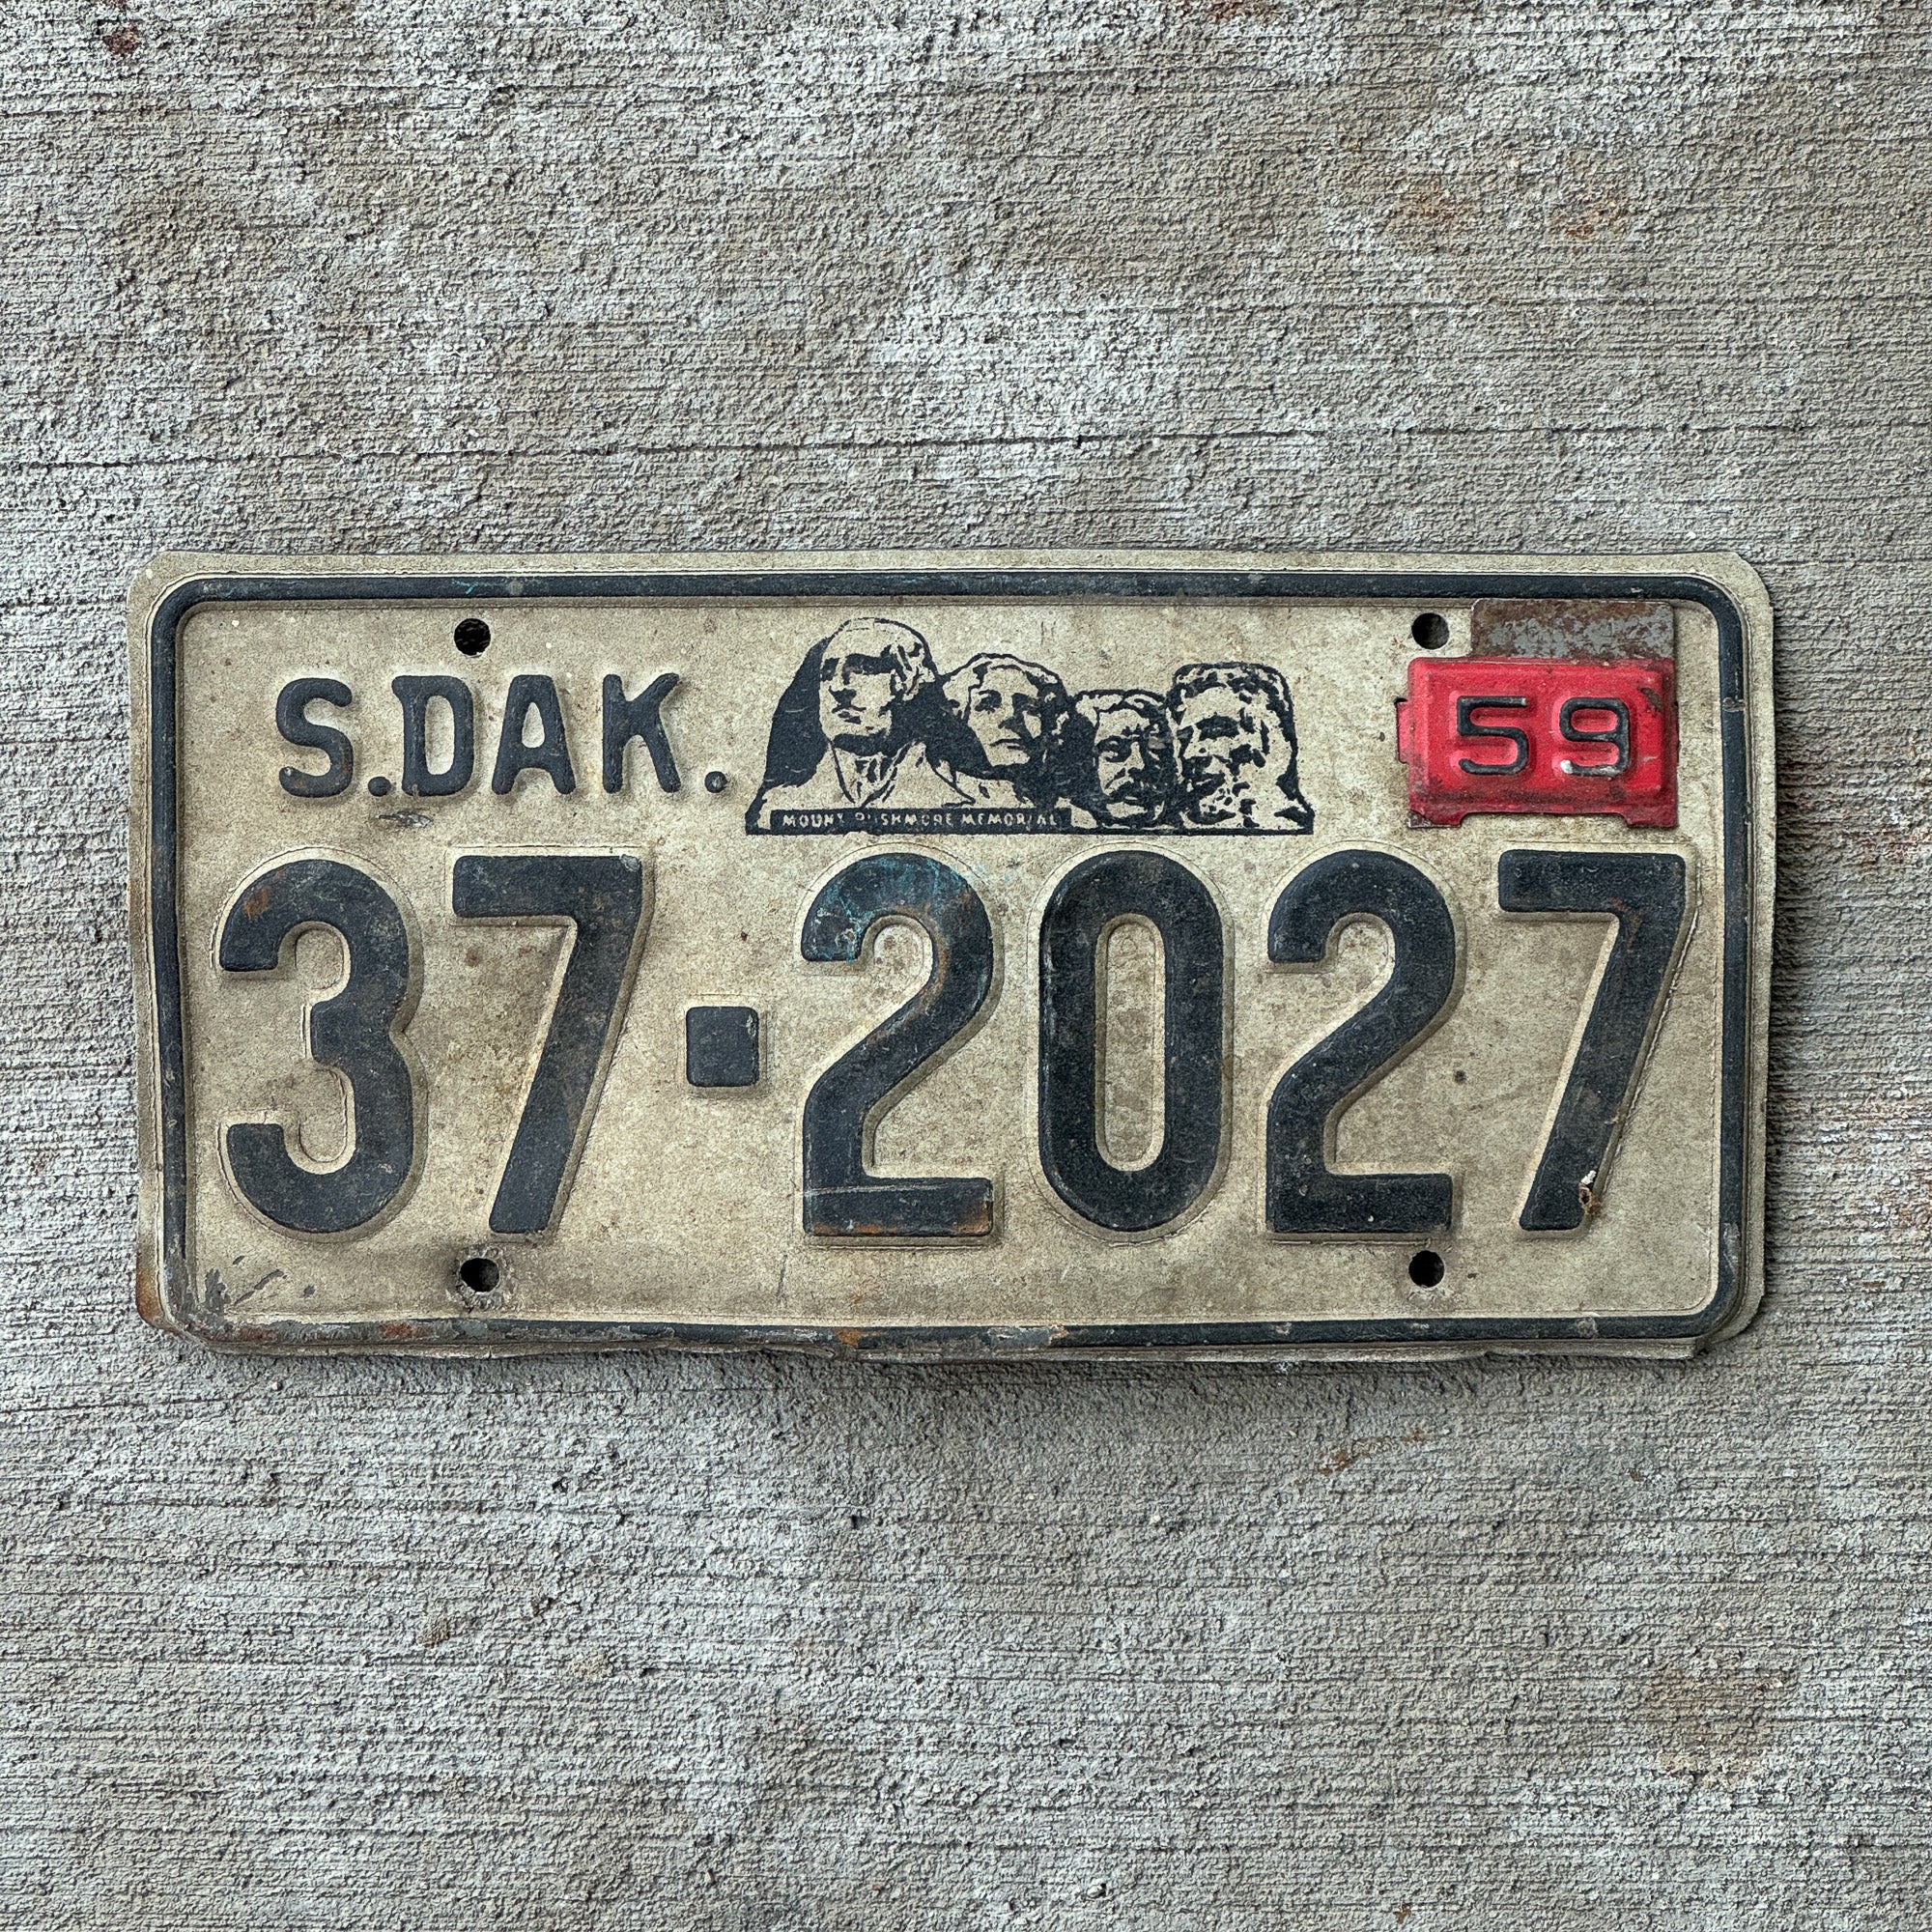 S.DAK.
59
MOUNT RUSHMORE MEMORIAL
37-2027